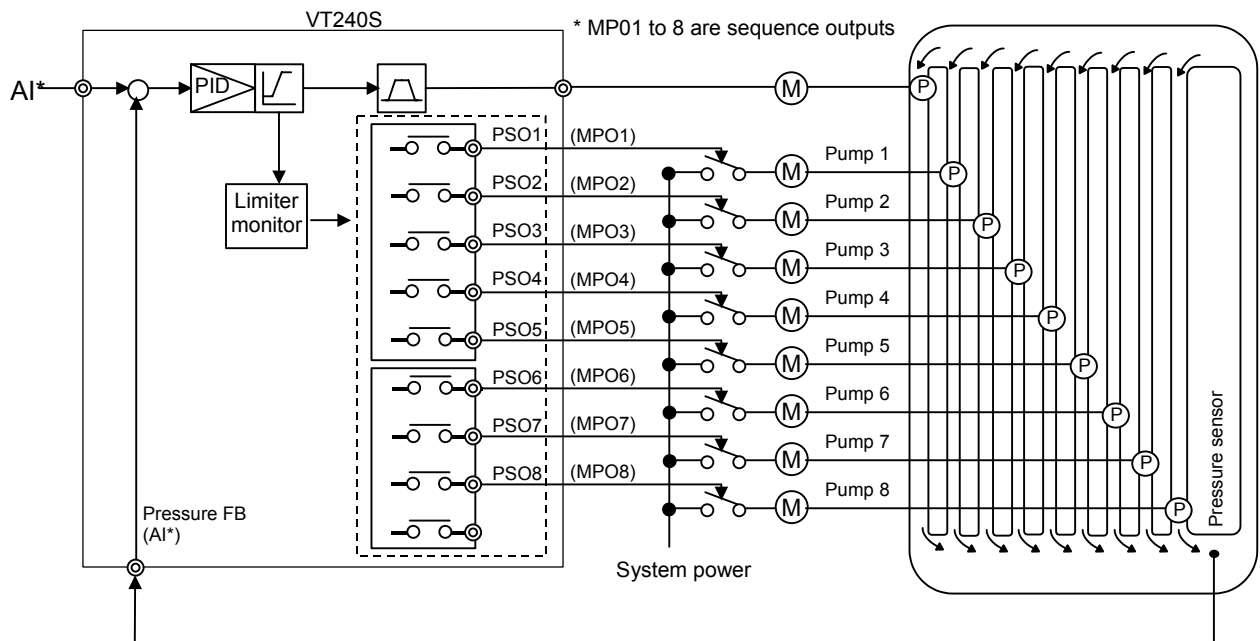 VT240S
* MP01 to 8 are sequence outputs
AI*
PID
M
P
PSO1 (MPO1)
Pump 1
M
P
PSO2 (MPO2)
Pump 2
M
P
Limiter
monitor
PSO3 (MPO3)
Pump 3
M
P
PSO4 (MPO4)
Pump 4
M
P
PSO5 (MPO5)
Pump 5
M
P
PSO6 (MPO6)
Pump 6
M
P
PSO7 (MPO7)
Pump 7
M
P
PSO8 (MPO8)
Pump 8
M
P
Pressure sensor
Pressure FB
(AI*)
System power